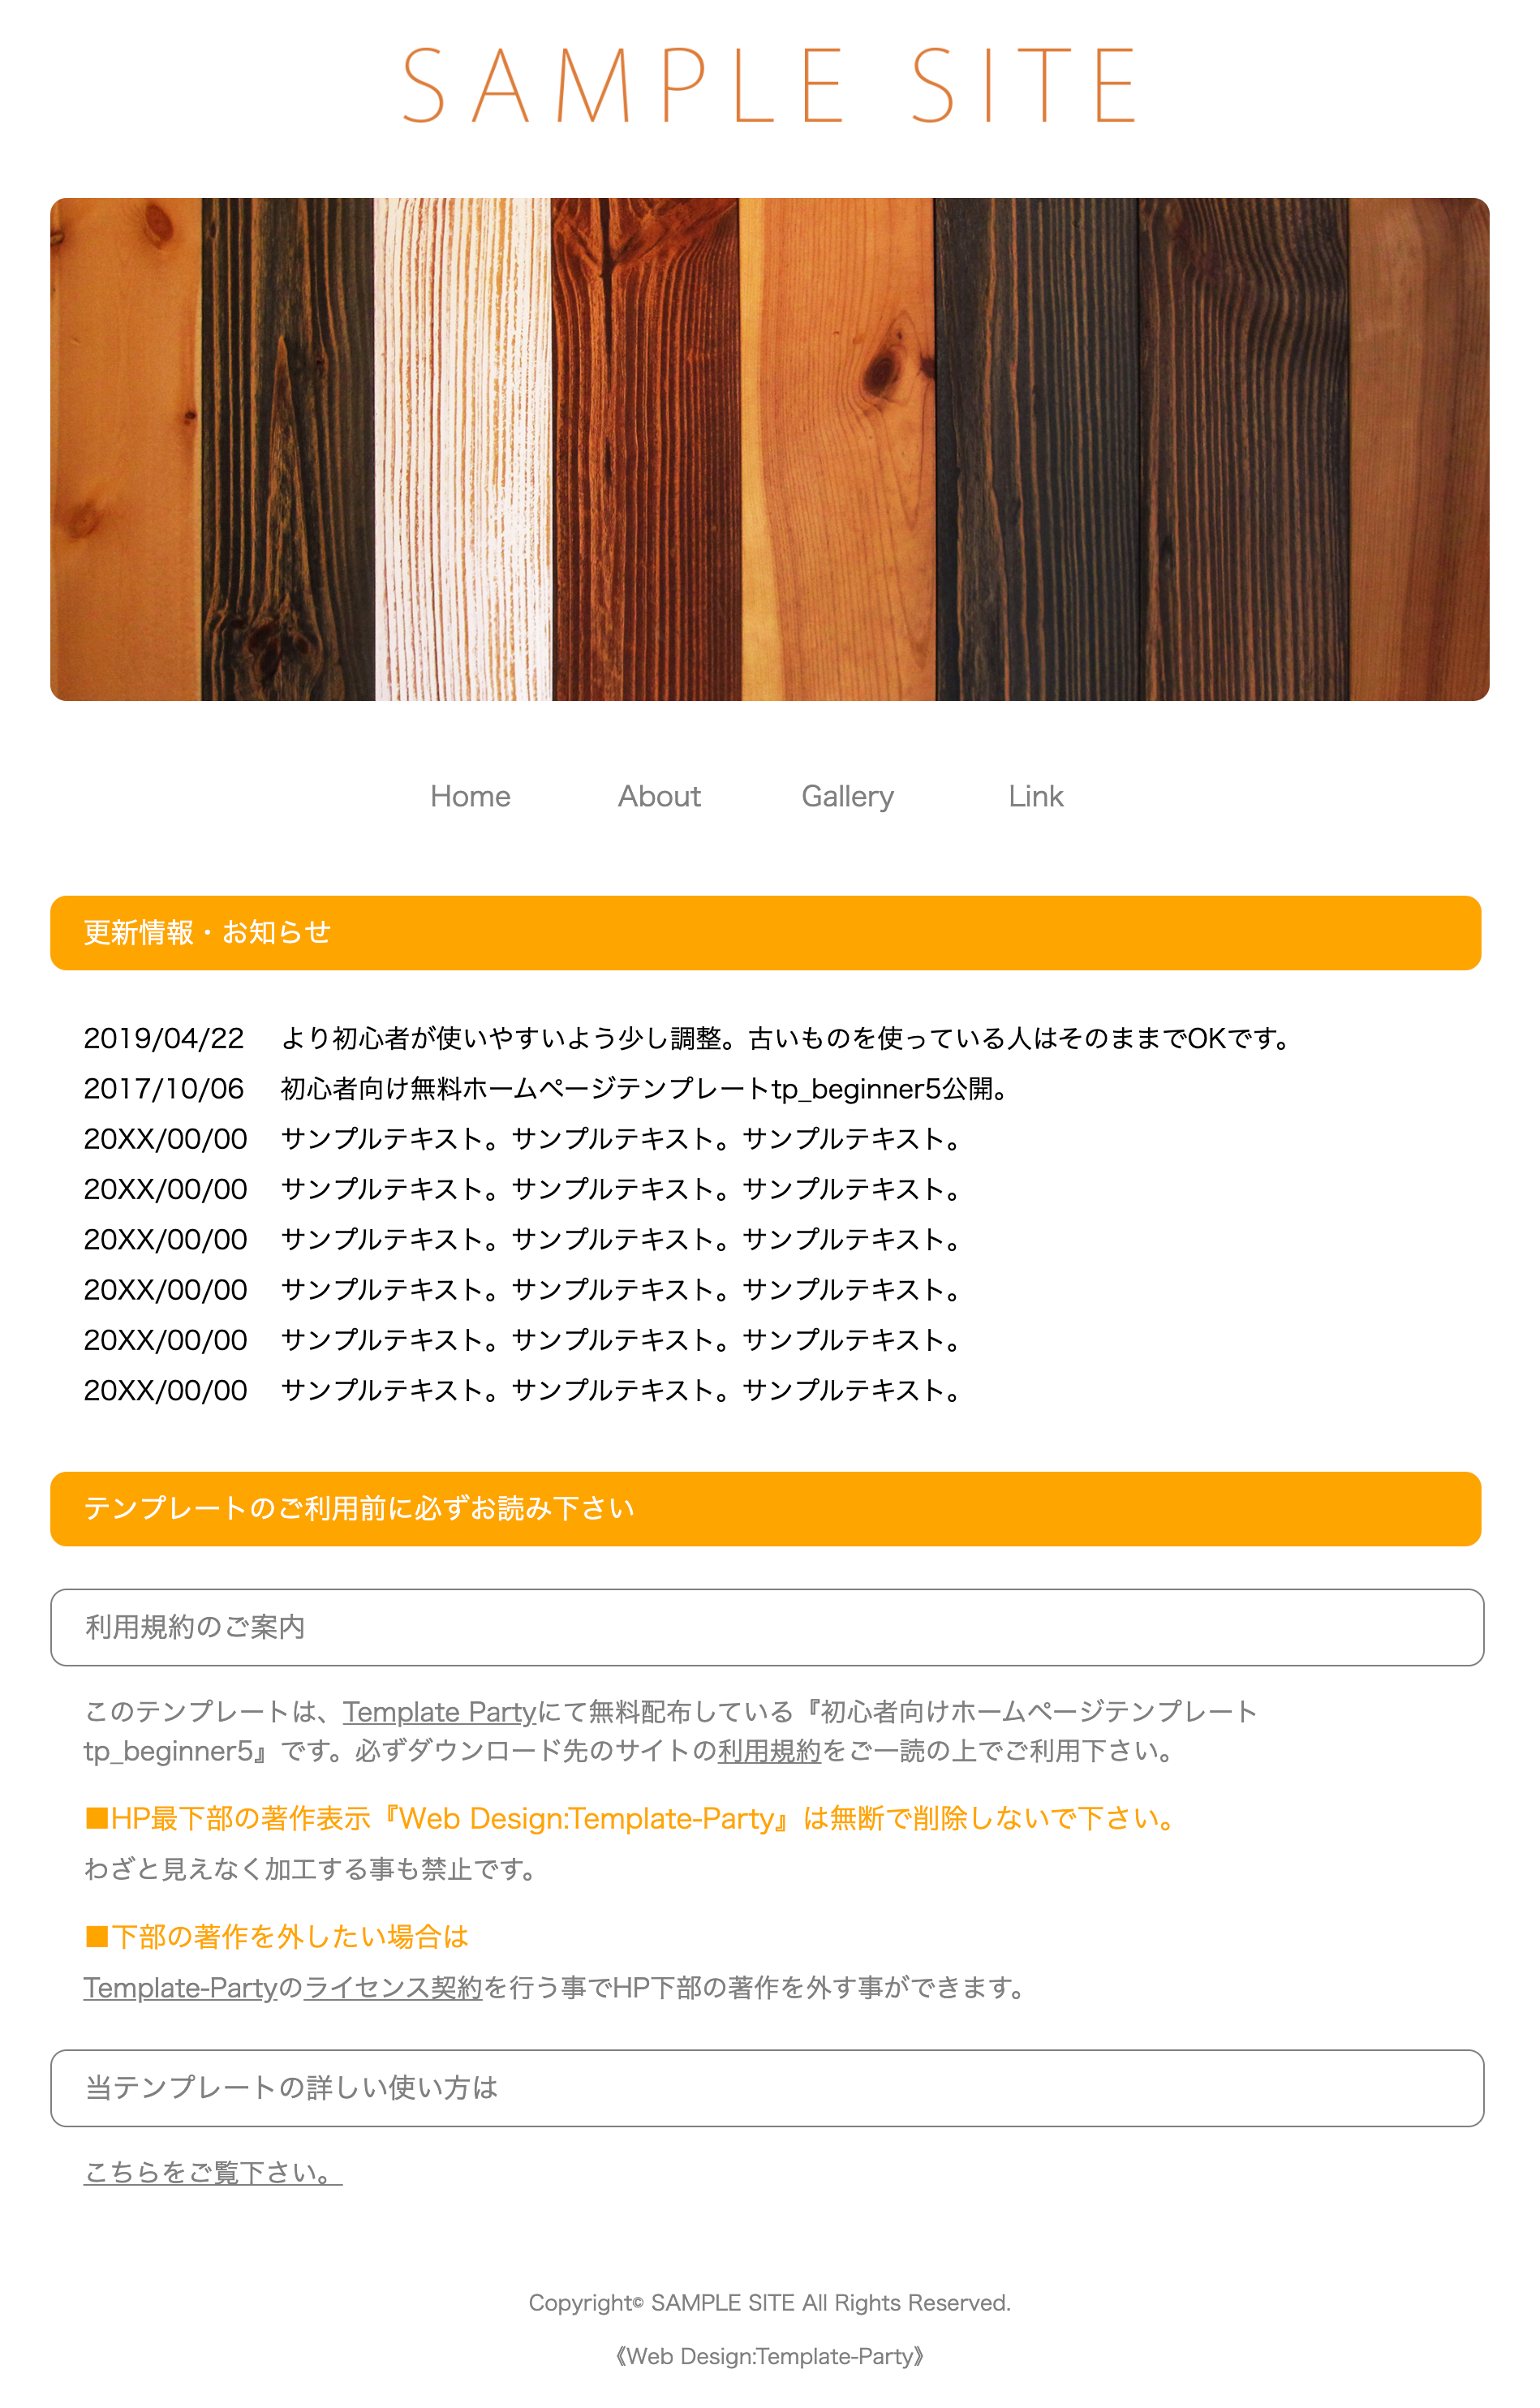 SAMPLE SITE
Home About Gallery Link
更新情報・お知らせ
2019/04/22 より初心者が使いやすいよう少し調整。古いものを使っている人はそのままでOKです。
2017/10/06 初心者向け無料ホームページテンプレートtp_beginner5公開。
20XX/00/00 サンプルテキスト。サンプルテキスト。サンプルテキスト。
20XX/00/00 サンプルテキスト。サンプルテキスト。サンプルテキスト。
20XX/00/00 サンプルテキスト。サンプルテキスト。サンプルテキスト。
20XX/00/00 サンプルテキスト。サンプルテキスト。サンプルテキスト。
20XX/00/00 サンプルテキスト。サンプルテキスト。サンプルテキスト。
20XX/00/00 サンプルテキスト。サンプルテキスト。サンプルテキスト。
テンプレートのご利用前に必ずお読み下さい
利用規約のご案内
このテンプレートは、Template Partyにて無料配布している『初心者向けホームページテンプレート
tp_beginner5』です。必ずダウンロード先のサイトの利用規約をご一読の上でご利用下さい。
■HP最下部の著作表示『Web Design:Template-Party』は無断で削除しないで下さい。
わざと見えなく加工する事も禁止です。
■下部の著作を外したい場合は
Template-Partyのライセンス契約を行う事でHP下部の著作を外す事ができます。
当テンプレートの詳しい使い方は
こちらをご覧下さい。
Copyright© SAMPLE SITE All Rights Reserved.
《Web Design:Template-Party》